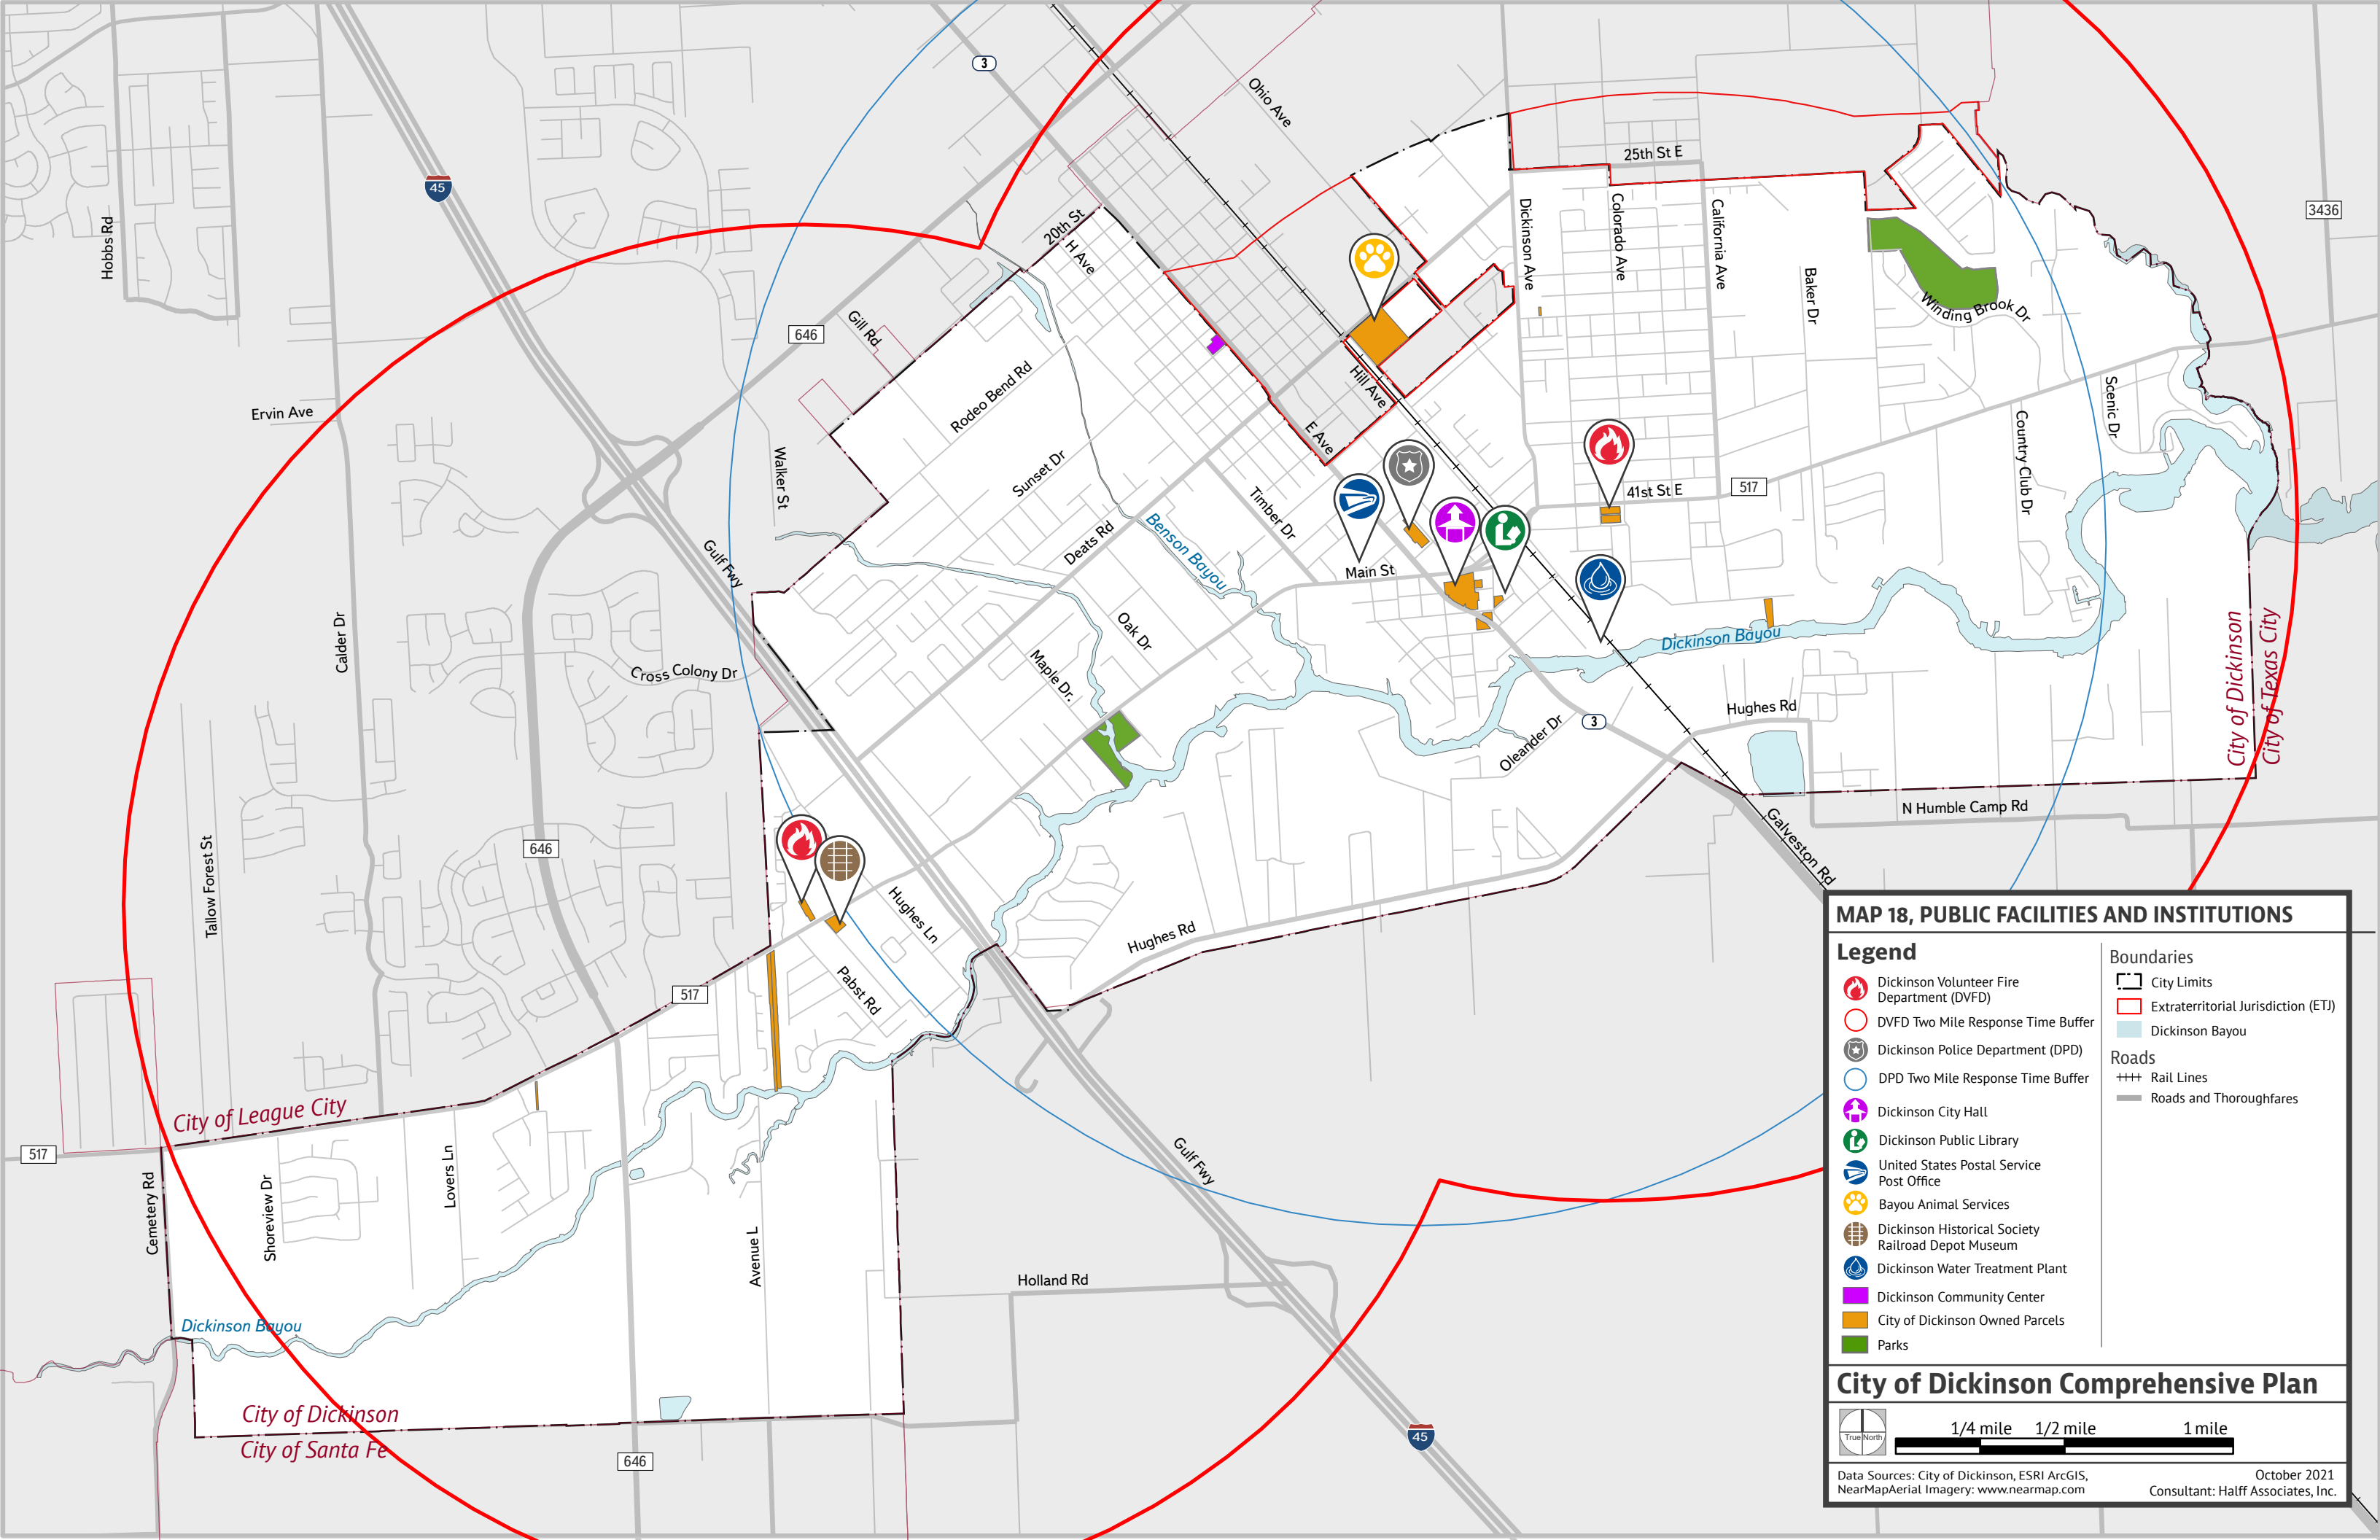 3
Ohio Ave
25th St E
45
Hobbs Rd
20th St
H Ave
Dickinson Ave
Colorado Ave
California Ave
Baker Dr
3436
Winding Brook Dr
646
Gill Rd
Rodeo Bend Rd
Hill Ave
E Ave
Ervin Ave
Scenic Dr
Country Club Dr
Walker St
Sunset Dr
Timber Dr
41st St E
517
Gulf Fwy
Deats Rd
Benson Bayou
Main St
Dickinson Bayou
Calder Dr
Cross Colony Dr
Oak Dr
Maple Dr.
City of Dickinson
City of Texas City
Hughes Rd
3
Oleander Dr
N Humble Camp Rd
Galveston Rd
646
Tallow Forest St
Hughes Ln
Hughes Rd
Pabst Rd
517
City of League City
517
Cemetery Rd
Shoreview Dr
Lovers Ln
Avenue L
Gulf Fwy
Holland Rd
Dickinson Bayou
City of Dickinson
City of Santa Fe
646
45
MAP 18, PUBLIC FACILITIES AND INSTITUTIONS
Legend
Dickinson Volunteer Fire
Department (DVFD)
DVFD Two Mile Response Time Buffer
Dickinson Police Department (DPD)
DPD Two Mile Response Time Buffer
Dickinson City Hall
Dickinson Public Library
United States Postal Service
Post Office
Bayou Animal Services
Dickinson Historical Society
Railroad Depot Museum
Dickinson Water Treatment Plant
Dickinson Community Center
City of Dickinson Owned Parcels
Parks
Boundaries
City Limits
Extraterritorial Jurisdiction (ETJ)
Dickinson Bayou
Roads
Rail Lines
Roads and Thoroughfares
City of Dickinson Comprehensive Plan
True North
1/4 mile 1/2 mile 1 mile
Data Sources: City of Dickinson, ESRI ArcGIS,
NearMapAerial Imagery: www.nearmap.com
October 2021
Consultant: Halff Associates, Inc.